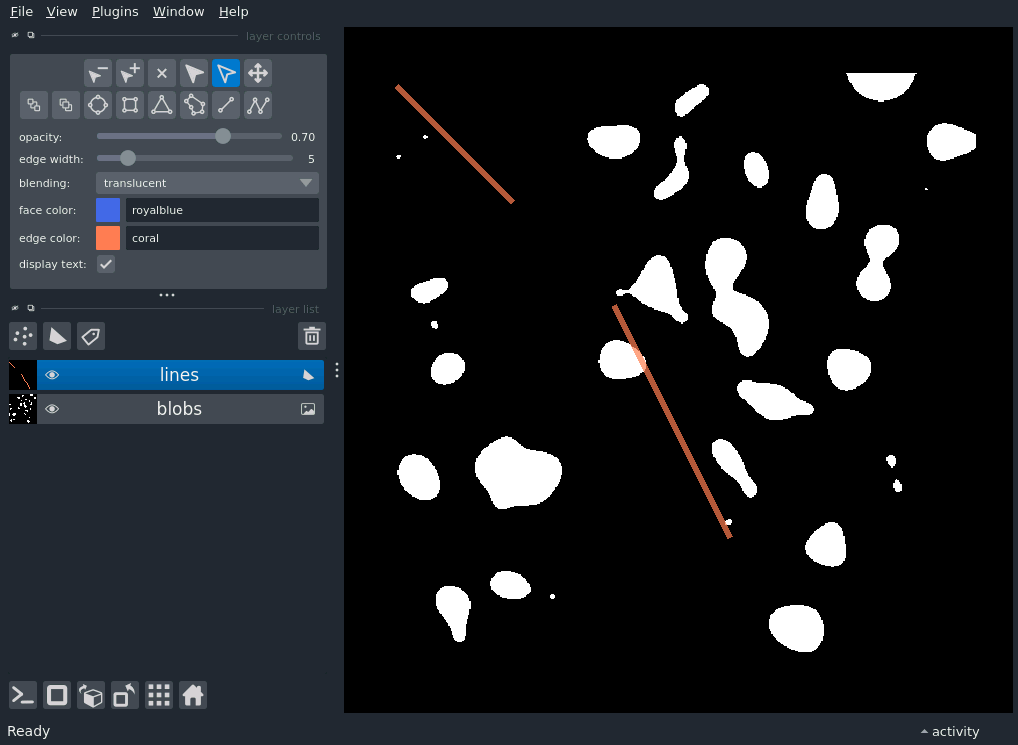 File View Plugins Window Help
layer controls
opacity: 0.70
edge width: 5
blending: translucent
face color: royalblue
edge color: coral
display text:
layer list
lines
blobs
Ready activity